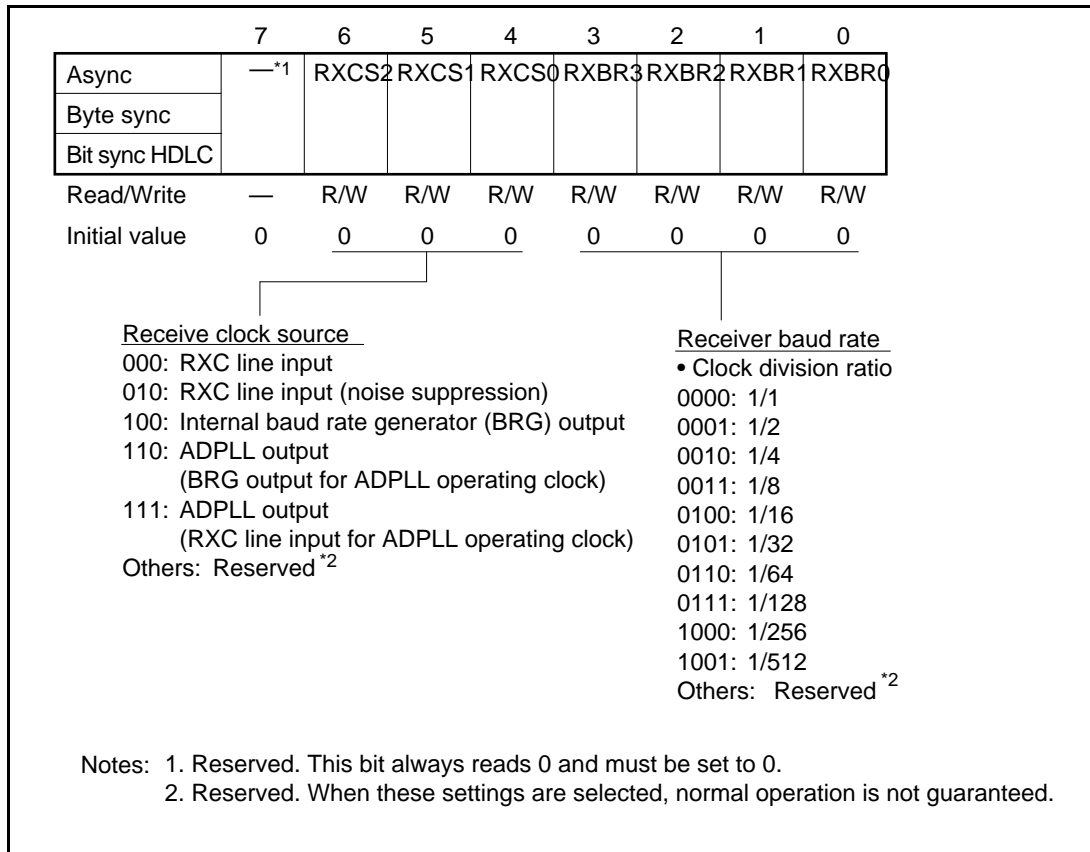 7 6 5 4 3 2 1 0
Async —*1 RXCS2 RXCS1 RXCS0 RXBR3 RXBR2 RXBR1 RXBR0
Byte sync
Bit sync HDLC
Read/Write — R/W R/W R/W R/W R/W R/W R/W
Initial value 0 0 0 0 0 0 0 0
Receive clock source
000: RXC line input
010: RXC line input (noise suppression)
100: Internal baud rate generator (BRG) output
110: ADPLL output
(BRG output for ADPLL operating clock)
111: ADPLL output
(RXC line input for ADPLL operating clock)
Others: Reserved *2
Receiver baud rate
• Clock division ratio
0000: 1/1
0001: 1/2
0010: 1/4
0011: 1/8
0100: 1/16
0101: 1/32
0110: 1/64
0111: 1/128
1000: 1/256
1001: 1/512
Others: Reserved *2
Notes: 1. Reserved. This bit always reads 0 and must be set to 0.
2. Reserved. When these settings are selected, normal operation is not guaranteed.